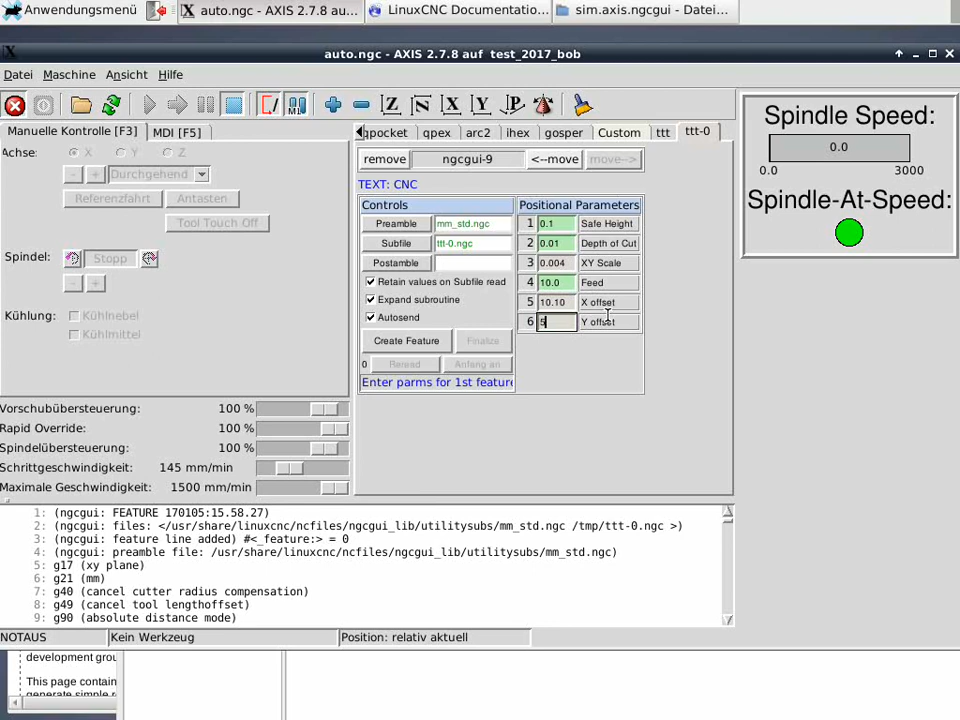 Anwendungsmenü
auto.ngc - AXIS 2.7.8 au...
LinuxCNC Documentatio...
sim.axis.ngcgui - Datei...
auto.ngc - AXIS 2.7.8 auf test_2017_bob
Datei Maschine Ansicht Hilfe
Manuelle Kontrolle [F3] MDI [F5]
Achse: X Y Z
- + Durchgehend
Referenzfahrt Antasten
Tool Touch Off
Spindel: Stopp
- +
Kühlung: Kühlnebel
Kühlmittel
Vorschubübersteuerung: 100 %
Rapid Override: 100 %
Spindelübersteuerung: 100 %
Schrittgeschwindigkeit: 145 mm/min
Maximale Geschwindigkeit: 1500 mm/min
qpocket qpex arc2 ihex gosper Custom ttt ttt-0
remove ngcgui-9 <--move move-->
TEXT: CNC
Controls
Preamble mm_std.ngc
Subfile ttt-0.ngc
Postamble
Retain values on Subfile read
Expand subroutine
Autosend
Create Feature Finalize
0 Reread Anfang an
Enter parms for 1st feature
Positional Parameters
1 0.1 Safe Height
2 0.01 Depth of Cut
3 0.004 XY Scale
4 10.0 Feed
5 10.10 X offset
6 5 Y offset
Spindle Speed:
0.0
0.0 3000
Spindle-At-Speed:
1: (ngcgui: FEATURE 170105:15.58.27)
2: (ngcgui: files: </usr/share/linuxcnc/ncfiles/ngcgui_lib/utilitysubs/mm_std.ngc /tmp/ttt-0.ngc >)
3: (ngcgui: feature line added) #<_feature:> = 0
4: (ngcgui: preamble file: /usr/share/linuxcnc/ncfiles/ngcgui_lib/utilitysubs/mm_std.ngc)
5: g17 (xy plane)
6: g21 (mm)
7: g40 (cancel cutter radius compensation)
8: g49 (cancel tool lengthoffset)
9: g90 (absolute distance mode)
NOTAUS Kein Werkzeug Position: relativ aktuell
development grou
This page contain
generate simple r